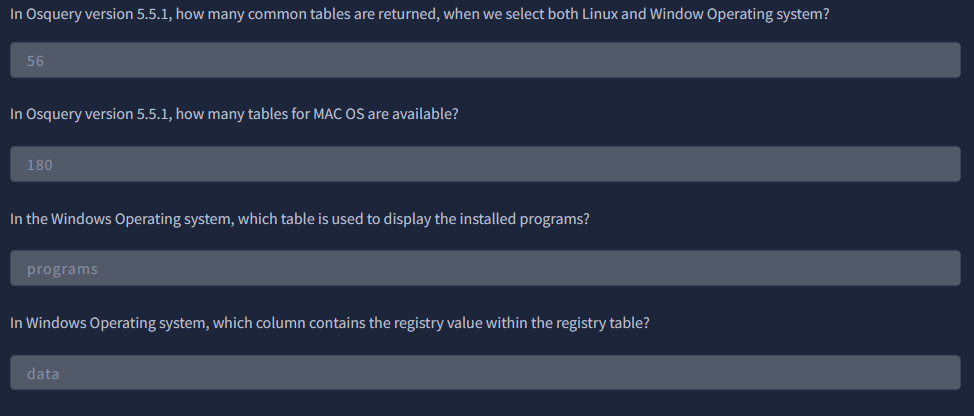 In Osquery version 5.5.1, how many common tables are returned, when we select both Linux and Window Operating system?
56
In Osquery version 5.5.1, how many tables for MAC OS are available?
180
In the Windows Operating system, which table is used to display the installed programs?
programs
In Windows Operating system, which column contains the registry value within the registry table?
data